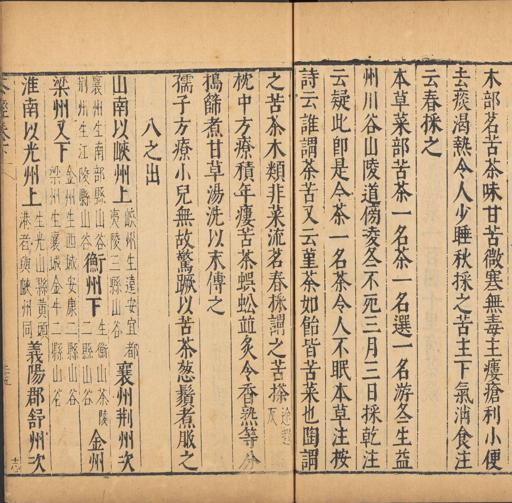 木部茗苦茶味甘苦微寒無毒主瘻瘡利小便
去痰渴熱令人少睡秋採之苦主下氣消食注
云春採之
本草菜部苦茶一名茶一名選一名游冬生益
州川谷山陵道傍凌冬不死三月三日採乾注
云疑此卽是今茶一名茶令人不眠本草注桉
詩云誰謂茶苦又云菫茶如飴皆苦菜也陶謂
之苦茶木類非菜流茗春採謂之苦搽
枕中方療積年瘻苦茶蜈蚣並炙令香熟等分
搗篩煮甘草湯洗以末傅之
孺子方療小兒無故驚蹶以苦茶葱鬚煮服之
八之出
山南以峽州上峽州生遠安宜都夷陵三縣山谷襄州荆州次
襄州生南鄣縣山谷荆州生江陵縣山谷衡州下生衡山茶陵二縣山谷金州
梁州又下金州生西城安康二縣山谷梁州生襄城金牛二縣山谷
淮南以光州上生光山縣黃頭港者與峽州同義陽郡舒州次